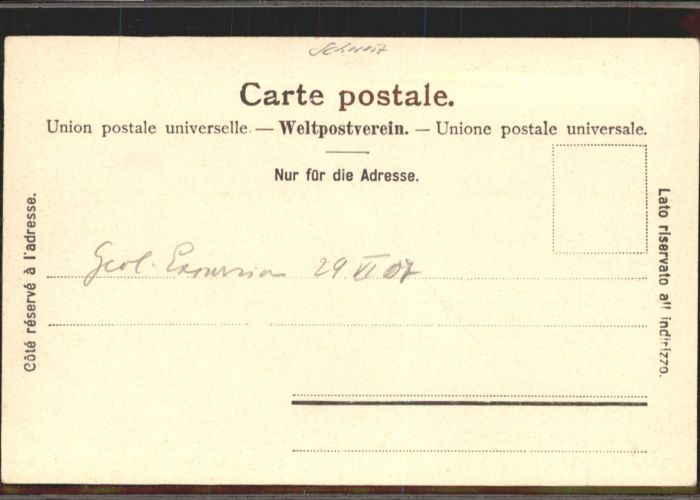 Schweiz
Carte postale.
Union postale universelle. — Weltpostverein. — Unione postale universale.
Nur für die Adresse.
Côté réservé à l'adresse.
Lato riservato all' indirizzo.
Geol. Excursion 29 VI 07